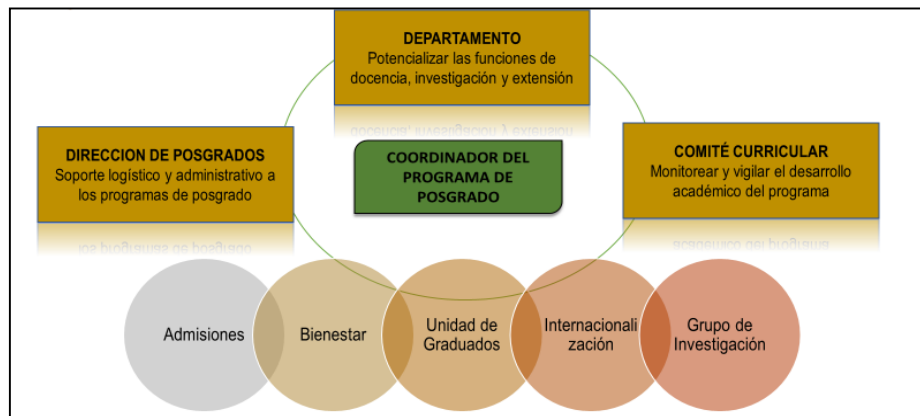 DEPARTAMENTO
Potencializar las funciones de
docencia, investigación y extensión
DIRECCION DE POSGRADOS
Soporte logístico y administrativo a
los programas de posgrado
COORDINADOR DEL
PROGRAMA DE
POSGRADO
COMITÉ CURRICULAR
Monitorear y vigilar el desarrollo
académico del programa
Admisiones
Bienestar
Unidad de
Graduados
Internacionali
zación
Grupo de
Investigación